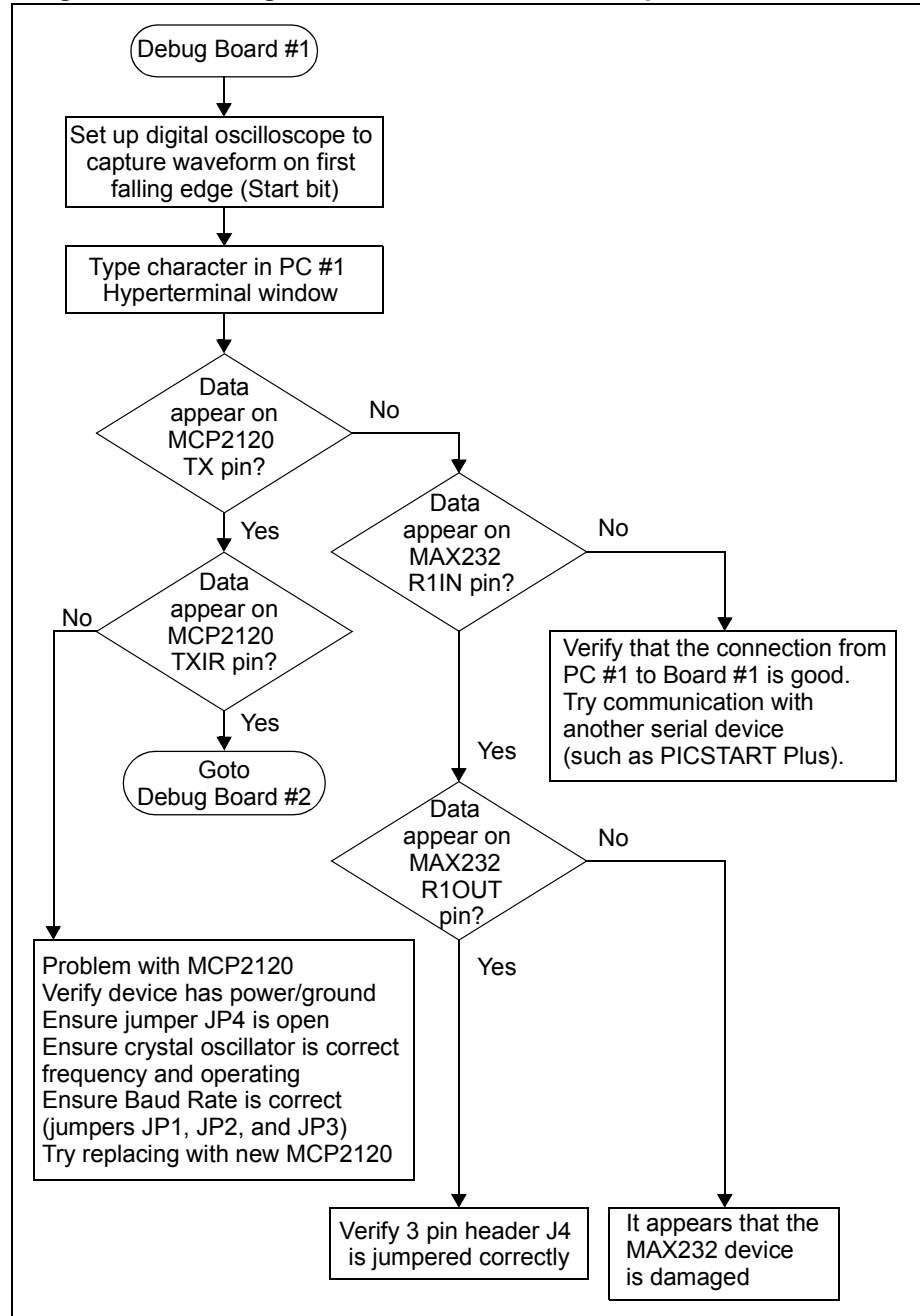 Debug Board #1
Set up digital oscilloscope to
capture waveform on first
falling edge (Start bit)
Type character in PC #1
Hyperterminal window
Data
appear on
MCP2120
TX pin?
No
Yes
Data
appear on
MAX232
R1IN pin?
No
Yes
Verify that the connection from
PC #1 to Board #1 is good.
Try communication with
another serial device
(such as PICSTART Plus).
Data
appear on
MCP2120
TXIR pin?
No
Yes
Goto
Debug Board #2
Data
appear on
MAX232
R1OUT
pin?
No
Yes
Problem with MCP2120
Verify device has power/ground
Ensure jumper JP4 is open
Ensure crystal oscillator is correct
frequency and operating
Ensure Baud Rate is correct
(jumpers JP1, JP2, and JP3)
Try replacing with new MCP2120
Verify 3 pin header J4
is jumpered correctly
It appears that the
MAX232 device
is damaged